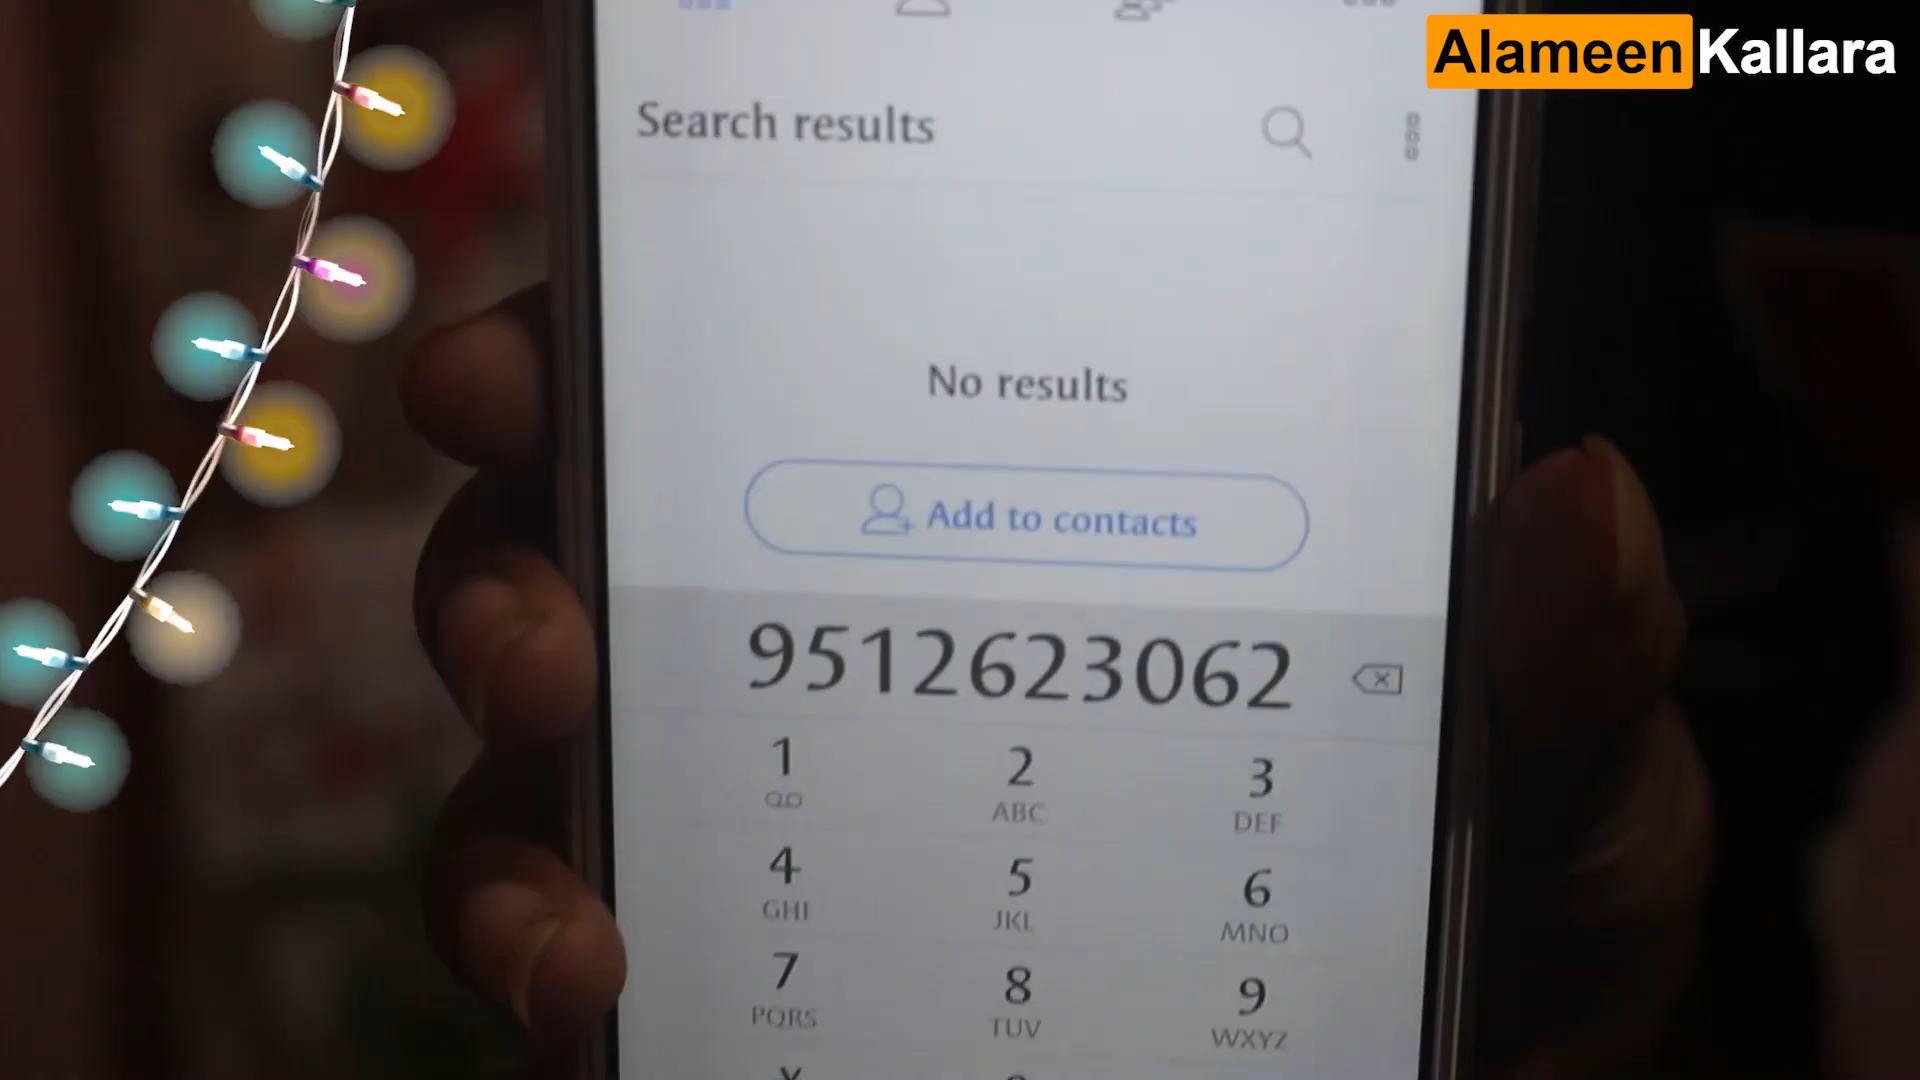 Alameen Kallara
Search results
No results
Add to contacts
9512623062
1 2 3
ABC DEF
4 5 6
GHI JKL MNO
7 8 9
PQRS TUV WXYZ